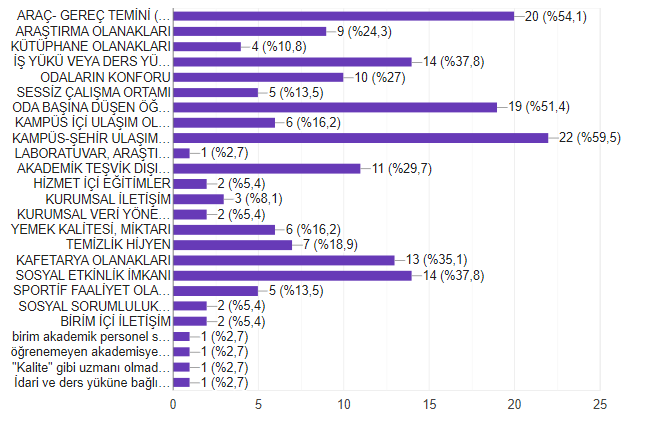 ARAÇ- GEREÇ TEMİNİ (... 20 (%54,1)
ARAŞTIRMA OLANAKLARI 9 (%24,3)
KÜTÜPHANE OLANAKLARI 4 (%10,8)
İŞ YÜKÜ VEYA DERS YÜ... 14 (%37,8)
ODALARIN KONFORU 10 (%27)
SESSİZ ÇALIŞMA ORTAMI 5 (%13,5)
ODA BAŞINA DÜŞEN ÖĞ... 19 (%51,4)
KAMPÜS İÇİ ULAŞIM OL... 6 (%16,2)
KAMPÜS-ŞEHİR ULAŞIM... 22 (%59,5)
LABORATUVAR, ARAŞTI... 1 (%2,7)
AKADEMİK TEŞVİK DIŞI... 11 (%29,7)
HİZMET İÇİ EĞİTİMLER 2 (%5,4)
KURUMSAL İLETİŞİM 3 (%8,1)
KURUMSAL VERİ YÖNE... 2 (%5,4)
YEMEK KALİTESİ, MİKTARI 6 (%16,2)
TEMİZLİK HİJYEN 7 (%18,9)
KAFETARYA OLANAKLARI 13 (%35,1)
SOSYAL ETKİNLİK İMKANI 14 (%37,8)
SPORTİF FAALİYET OLA... 5 (%13,5)
SOSYAL SORUMLULUK... 2 (%5,4)
BİRİM İÇİ İLETİŞİM 2 (%5,4)
birim akademik personel s... 1 (%2,7)
öğrenemeyen akademisye... 1 (%2,7)
"Kalite" gibi uzmanı olmad... 1 (%2,7)
İdari ve ders yüküne bağlı... 1 (%2,7)
0 5 10 15 20 25